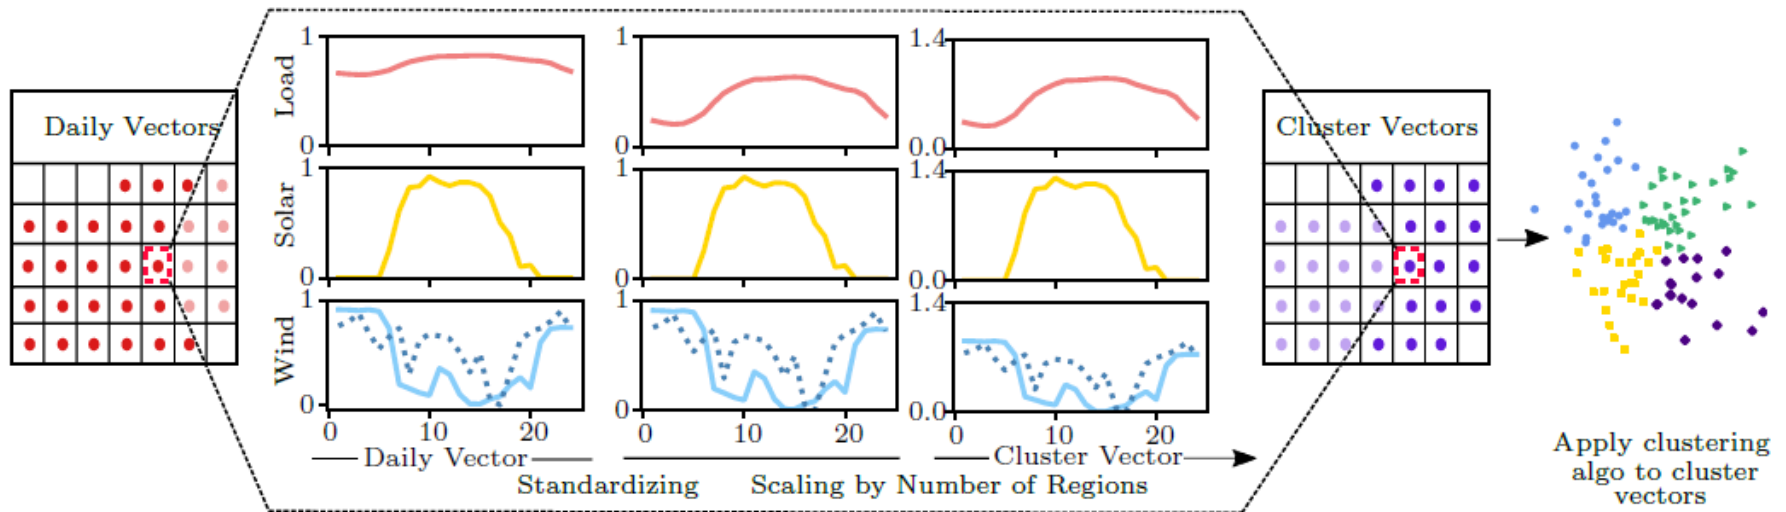 Daily Vectors
Load
1
0
1
0
1.4
0.0
Solar
1
0
1
0
1.4
0.0
Wind
1
0
1
0
1.4
0.0
0 10 20
0 10 20
0 10 20
Daily Vector
Cluster Vector
Standardizing
Scaling by Number of Regions
Cluster Vectors
Apply clustering
algo to cluster
vectors